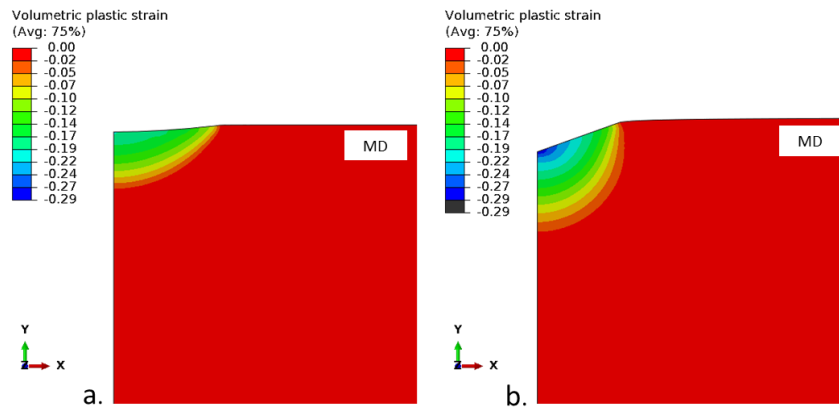 Volumetric plastic strain
(Avg: 75%)
0.00
-0.02
-0.05
-0.07
-0.10
-0.12
-0.14
-0.17
-0.19
-0.22
-0.24
-0.27
-0.29
MD
Y
Z X
a.
Volumetric plastic strain
(Avg: 75%)
0.00
-0.02
-0.05
-0.07
-0.10
-0.12
-0.14
-0.17
-0.19
-0.22
-0.24
-0.27
-0.29
MD
Y
Z X
b.